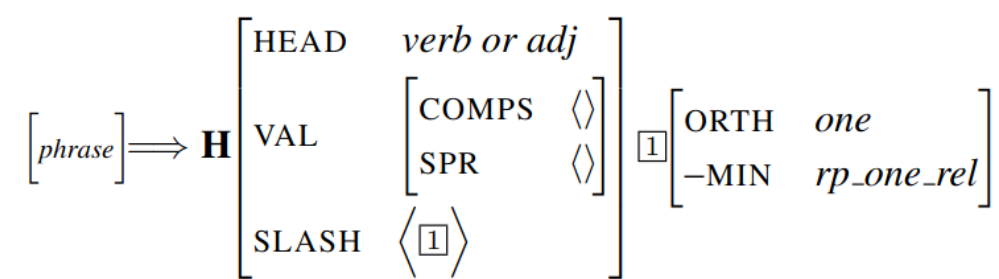 HEAD verb or adj
[phrase] ⟹ H VAL [COMPS ⟨⟩ SPR ⟨⟩] 1 [ORTH one −MIN rp_one_rel]
SLASH ⟨1⟩